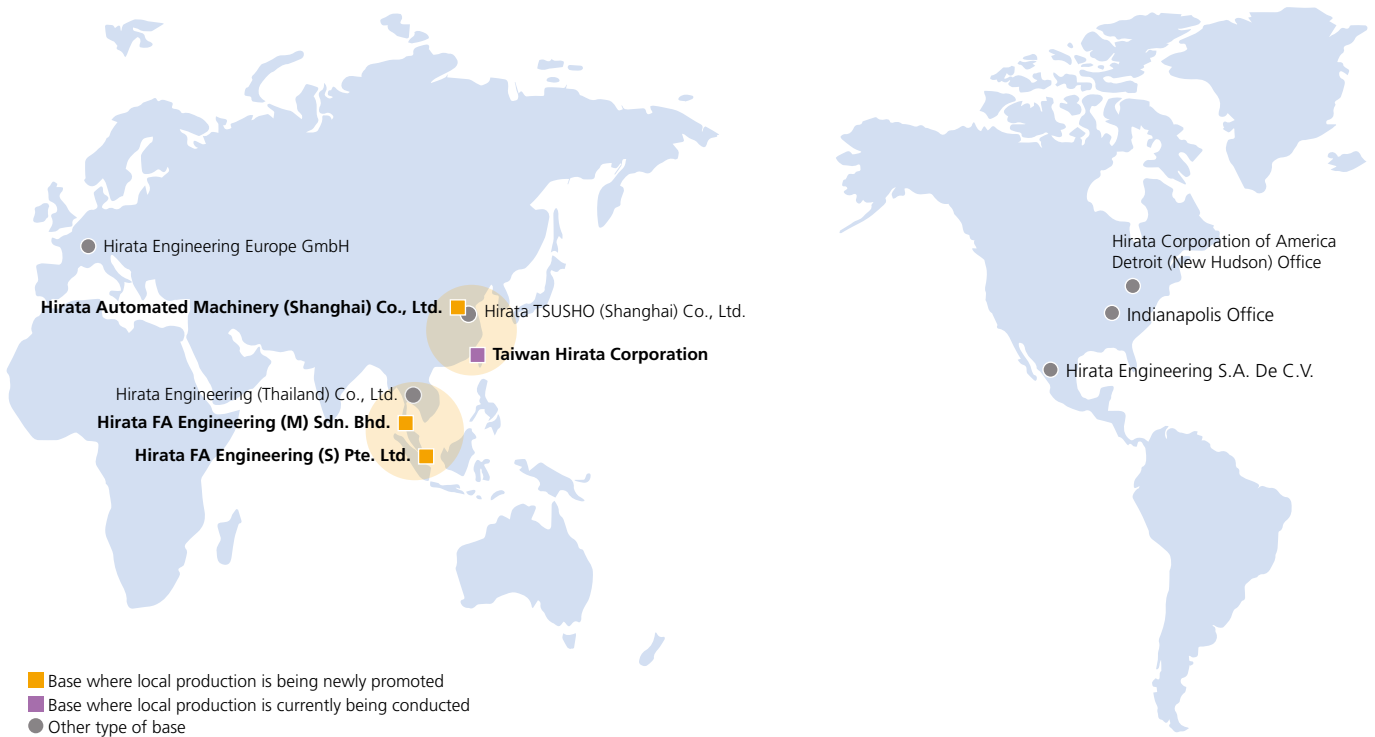 Hirata Engineering Europe GmbH
Hirata Automated Machinery (Shanghai) Co., Ltd.
Hirata TSUSHO (Shanghai) Co., Ltd.
Taiwan Hirata Corporation
Hirata Engineering (Thailand) Co., Ltd.
Hirata FA Engineering (M) Sdn. Bhd.
Hirata FA Engineering (S) Pte. Ltd.
Hirata Corporation of America
Detroit (New Hudson) Office
Indianapolis Office
Hirata Engineering S.A. De C.V.
Base where local production is being newly promoted
Base where local production is currently being conducted
Other type of base